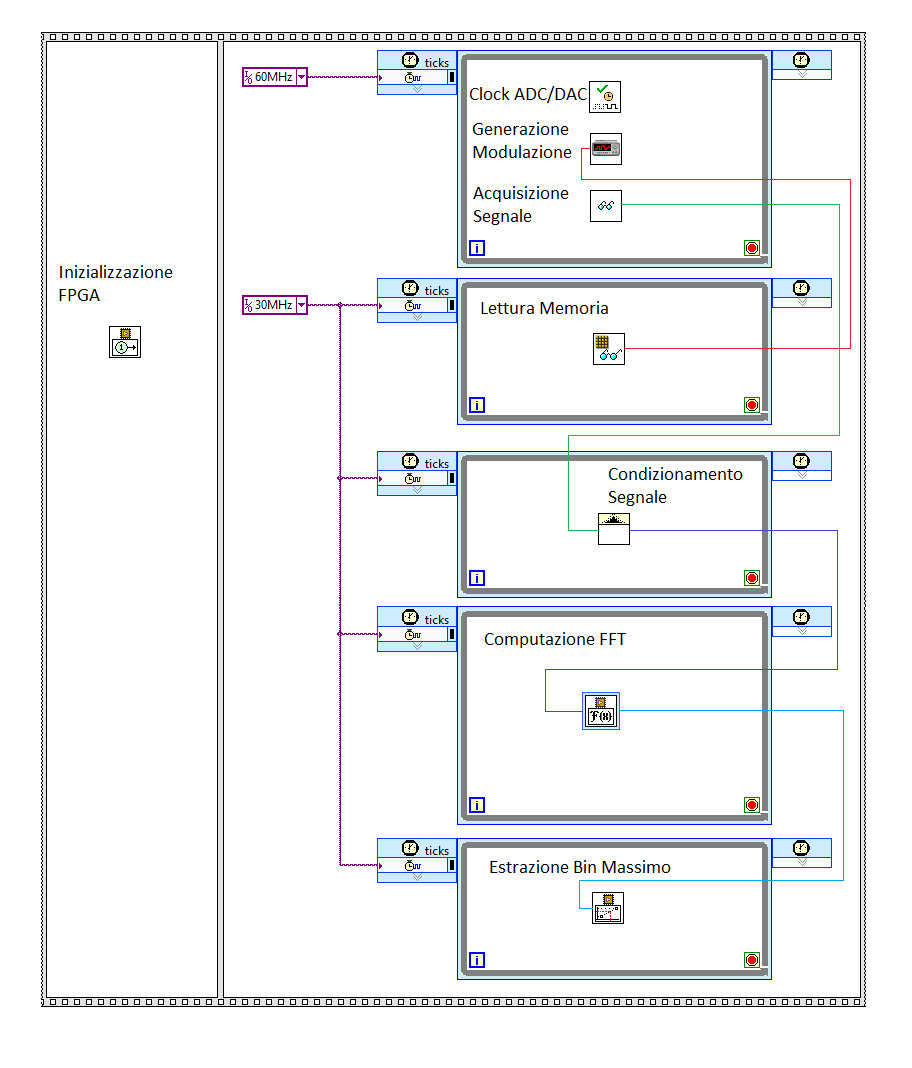 Inizializzazione
FPGA
60MHz
ticks
Clock ADC/DAC
Generazione
Modulazione
Acquisizione
Segnale
i
30MHz
ticks
Lettura Memoria
i
ticks
Condizionamento
Segnale
i
ticks
Computazione FFT
F(x)
i
ticks
Estrazione Bin Massimo
i